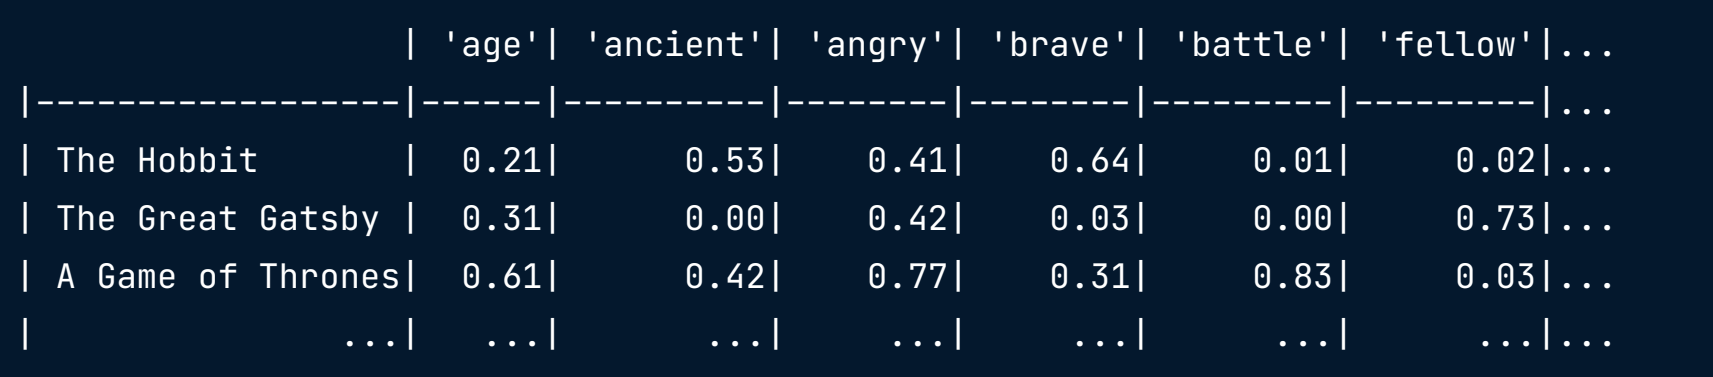 | 'age'| 'ancient'| 'angry'| 'brave'| 'battle'| 'fellow'|...
|------------------|------|----------|--------|--------|---------|---------|...
| The Hobbit       |  0.21|      0.53|    0.41|    0.64|     0.01|     0.02|...
| The Great Gatsby |  0.31|      0.00|    0.42|    0.03|     0.00|     0.73|...
| A Game of Thrones|  0.61|      0.42|    0.77|    0.31|     0.83|     0.03|...
|               ...|   ...|       ...|     ...|     ...|      ...|      ...|...